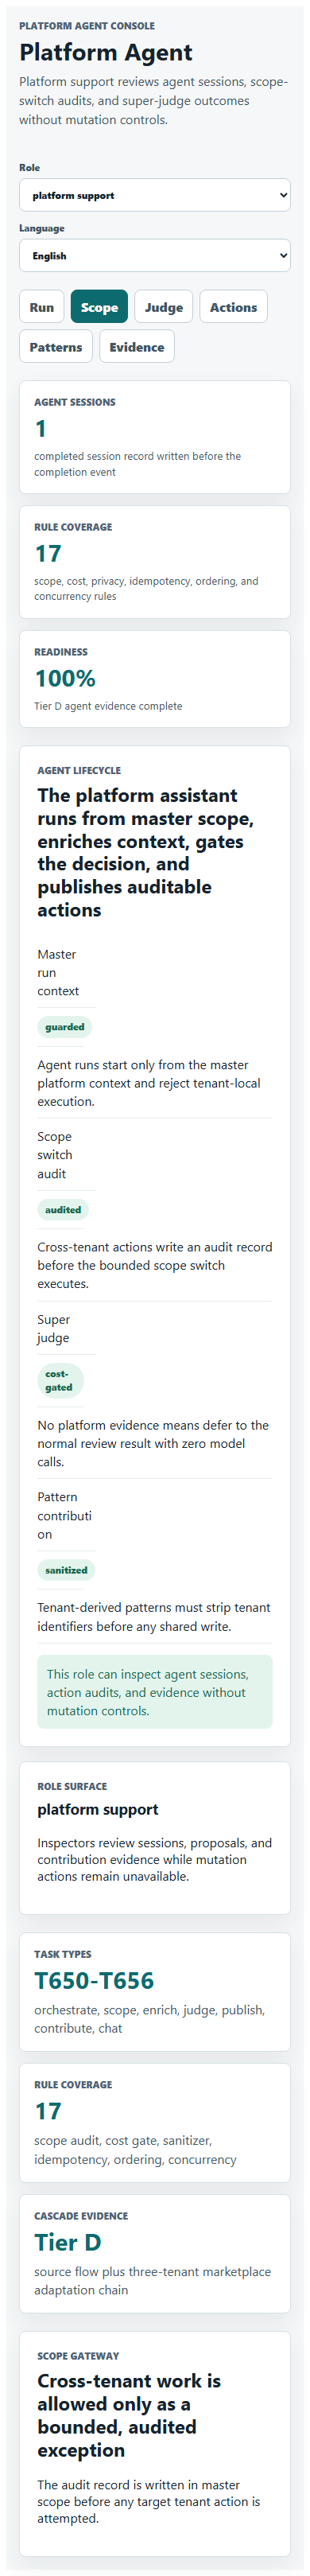 PLATFORM AGENT CONSOLE
Platform Agent
Platform support reviews agent sessions, scope-
switch audits, and super-judge outcomes
without mutation controls.
Role
platform support
Language
English
Run Scope Judge Actions
Patterns Evidence
AGENT SESSIONS
1
completed session record written before the
completion event
RULE COVERAGE
17
scope, cost, privacy, idempotency, ordering, and
concurrency rules
READINESS
100%
Tier D agent evidence complete
AGENT LIFECYCLE
The platform assistant
runs from master scope,
enriches context, gates
the decision, and
publishes auditable
actions
Master
run
context
guarded
Agent runs start only from the master
platform context and reject tenant-local
execution.
Scope
switch
audit
audited
Cross-tenant actions write an audit record
before the bounded scope switch
executes.
Super
judge
cost-
gated
No platform evidence means defer to the
normal review result with zero model
calls.
Pattern
contributi
on
sanitized
Tenant-derived patterns must strip tenant
identifiers before any shared write.
This role can inspect agent sessions,
action audits, and evidence without
mutation controls.
ROLE SURFACE
platform support
Inspectors review sessions, proposals, and
contribution evidence while mutation
actions remain unavailable.
TASK TYPES
T650-T656
orchestrate, scope, enrich, judge, publish,
contribute, chat
RULE COVERAGE
17
scope audit, cost gate, sanitizer,
idempotency, ordering, concurrency
CASCADE EVIDENCE
Tier D
source flow plus three-tenant marketplace
adaptation chain
SCOPE GATEWAY
Cross-tenant work is
allowed only as a
bounded, audited
exception
The audit record is written in master
scope before any target tenant action is
attempted.